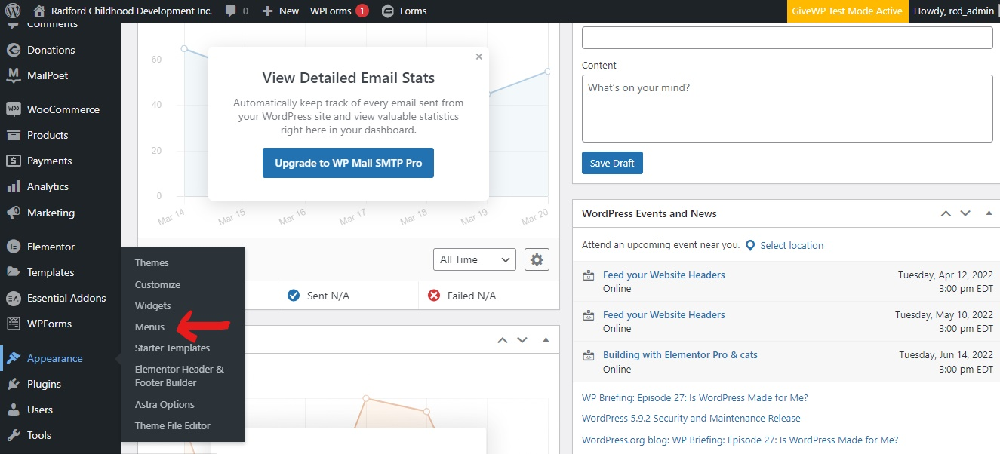 Radford Childhood Development Inc.
0
New
WPForms 1
Forms
GiveWP Test Mode Active
Howdy, rcd_admin
Comments
Donations
MailPoet
WooCommerce
Products
Payments
Analytics
Marketing
Elementor
Templates
Essential Addons
WPForms
Appearance
Plugins
Users
Tools
Themes
Customize
Widgets
Menus
Starter Templates
Elementor Header &
Footer Builder
Astra Options
Theme File Editor
60
40
20
0
Mar 14
Mar 15
Mar 16
Mar 17
Mar 18
Mar 19
Mar 20
×
View Detailed Email Stats
Automatically keep track of every email sent from
your WordPress site and view valuable statistics
right here in your dashboard.
Upgrade to WP Mail SMTP Pro
All Time
Sent N/A
Failed N/A
Content
What's on your mind?
Save Draft
WordPress Events and News
Attend an upcoming event near you. Select location
Feed your Website Headers
Online
Tuesday, Apr 12, 2022
3:00 pm EDT
Feed your Website Headers
Online
Tuesday, May 10, 2022
3:00 pm EDT
Building with Elementor Pro & cats
Online
Tuesday, Jun 14, 2022
3:00 pm EDT
WP Briefing: Episode 27: Is WordPress Made for Me?
WordPress 5.9.2 Security and Maintenance Release
WordPress.org blog: WP Briefing: Episode 27: Is WordPress Made for Me?